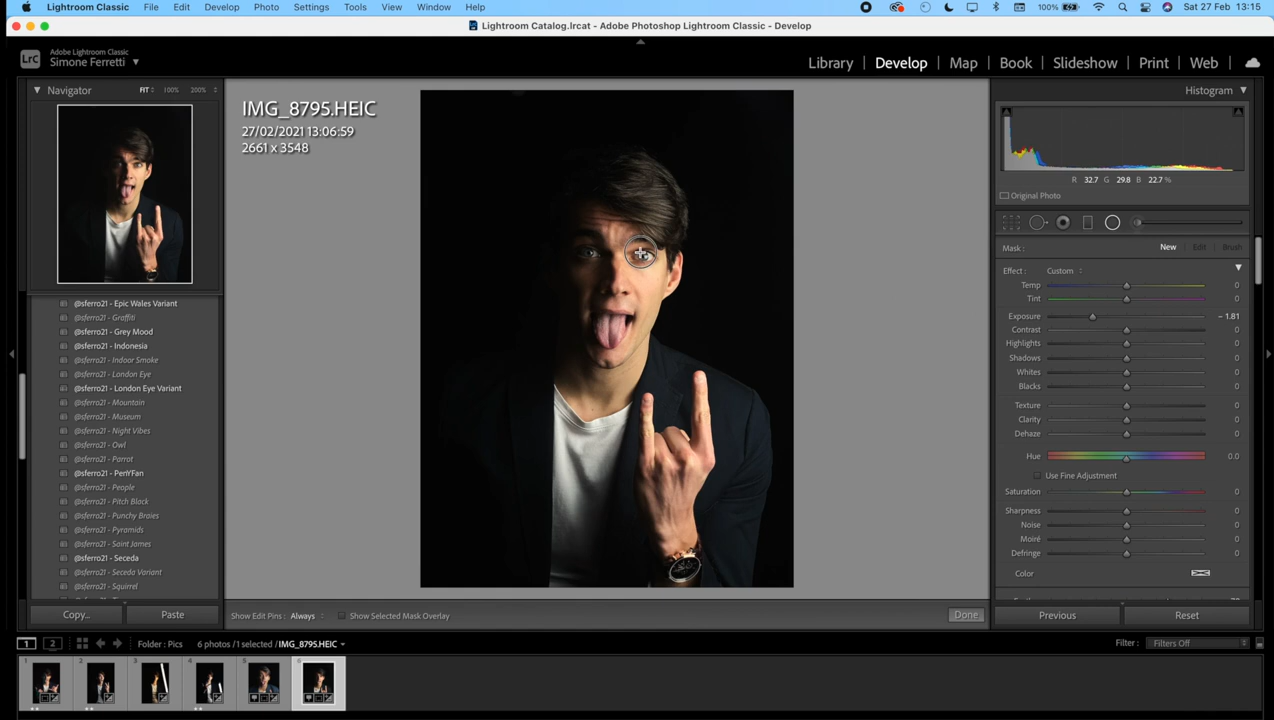 Lightroom Classic File Edit Develop Photo Settings Tools View Window Help 100% Sat 27 Feb 13:15
Lightroom Catalog.lrcat - Adobe Photoshop Lightroom Classic - Develop
Lrc
Adobe Lightroom Classic
Simone Ferretti
Library Develop Map Book Slideshow Print Web
Navigator FIT 100% 200%
@sferro21 - Epic Wales Variant
@sferro21 - Graffiti
@sferro21 - Grey Mood
@sferro21 - Indonesia
@sferro21 - Indoor Smoke
@sferro21 - London Eye
@sferro21 - London Eye Variant
@sferro21 - Mountain
@sferro21 - Museum
@sferro21 - Night Vibes
@sferro21 - Owl
@sferro21 - Parrot
@sferro21 - PeriYFan
@sferro21 - People
@sferro21 - Pitch Black
@sferro21 - Punchy Braies
@sferro21 - Pyramids
@sferro21 - Saint James
@sferro21 - Seceda
@sferro21 - Seceda Variant
@sferro21 - Squirrel
Copy... Paste
IMG_8795.HEIC
27/02/2021 13:06:59
2661 x 3548
Show Edit Pins : Always Show Selected Mask Overlay Done
Histogram
R 32.7 G 29.8 B 22.7 %
Original Photo
Mask : New Edit Brush
Effect : Custom
Temp 0
Tint 0
Exposure - 1.81
Contrast 0
Highlights 0
Shadows 0
Whites 0
Blacks 0
Texture 0
Clarity 0
Dehaze 0
Hue 0.0
Use Fine Adjustment
Saturation 0
Sharpness 0
Noise 0
Moiré 0
Defringe 0
Color
Previous Reset
1 2 Folder : Pics 6 photos /1 selected /IMG_8795.HEIC Filter : Filters Off
1 2 3 4 5 6